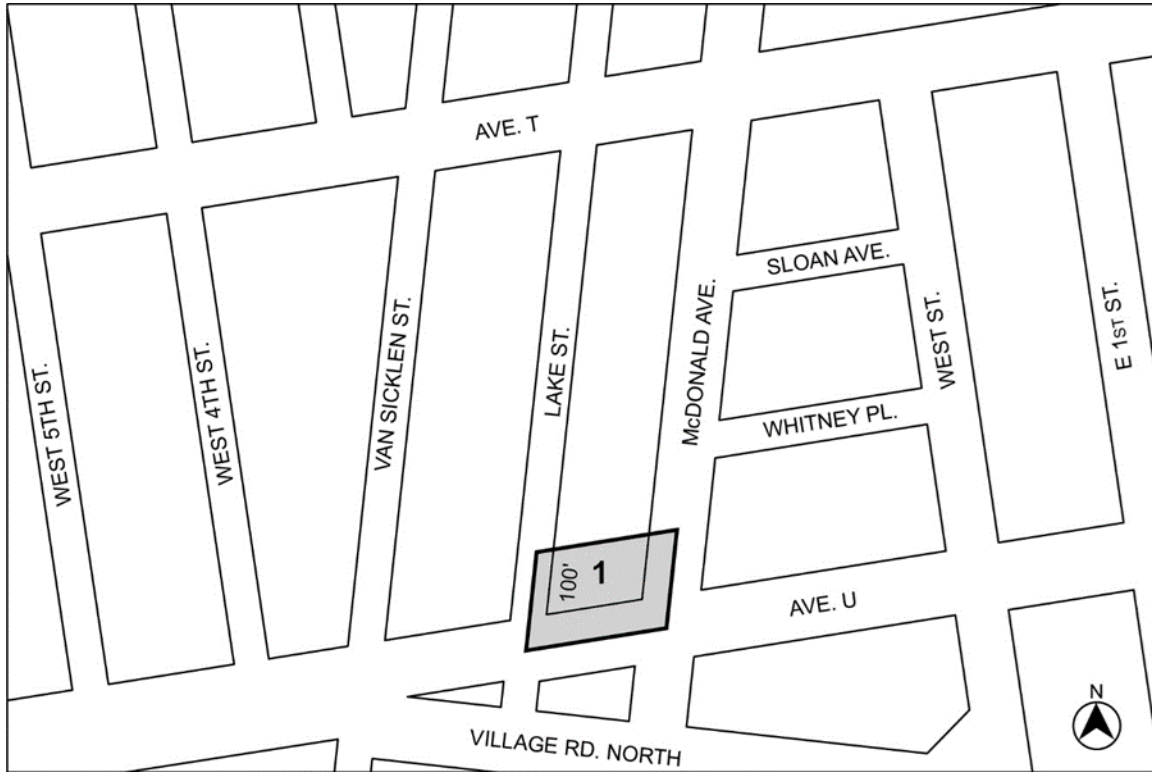 AVE. T
SLOAN AVE.
WEST 5TH ST.
WEST 4TH ST.
VAN SICKLEN ST.
LAKE ST.
McDONALD AVE.
WEST ST.
E 1ST ST.
WHITNEY PL.
100'
1
AVE. U
N
VILLAGE RD. NORTH